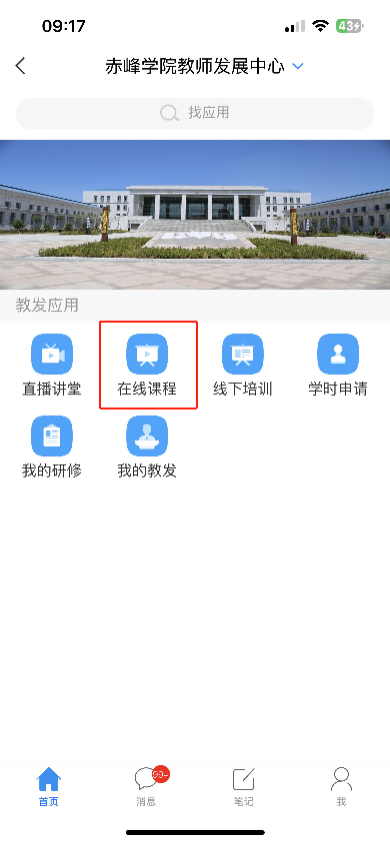 09:17
43
赤峰学院教师发展中心
找应用
教发应用
直播讲堂
在线课程
线下培训
学时申请
我的研修
我的教发
99+
首页
消息
笔记
我